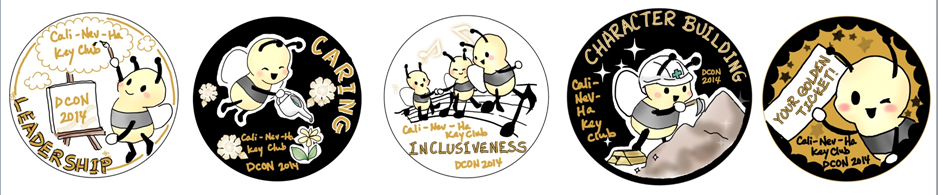 Cali-Nev-Ha
Key Club
DCON
2014
LEADERSHIP
CARING
Cali-Nev-Ha
Key Club
DCON 2014
Cali-Nev-Ha
Key Club
INCLUSIVENESS
DCON 2014
CHARACTER BUILDING
DCON
2014
Cali-
Nev-
Ha
Key
Club
YOUR GOLDEN
TICKET!
Cali-Nev-Ha
Key Club
DCON 2014